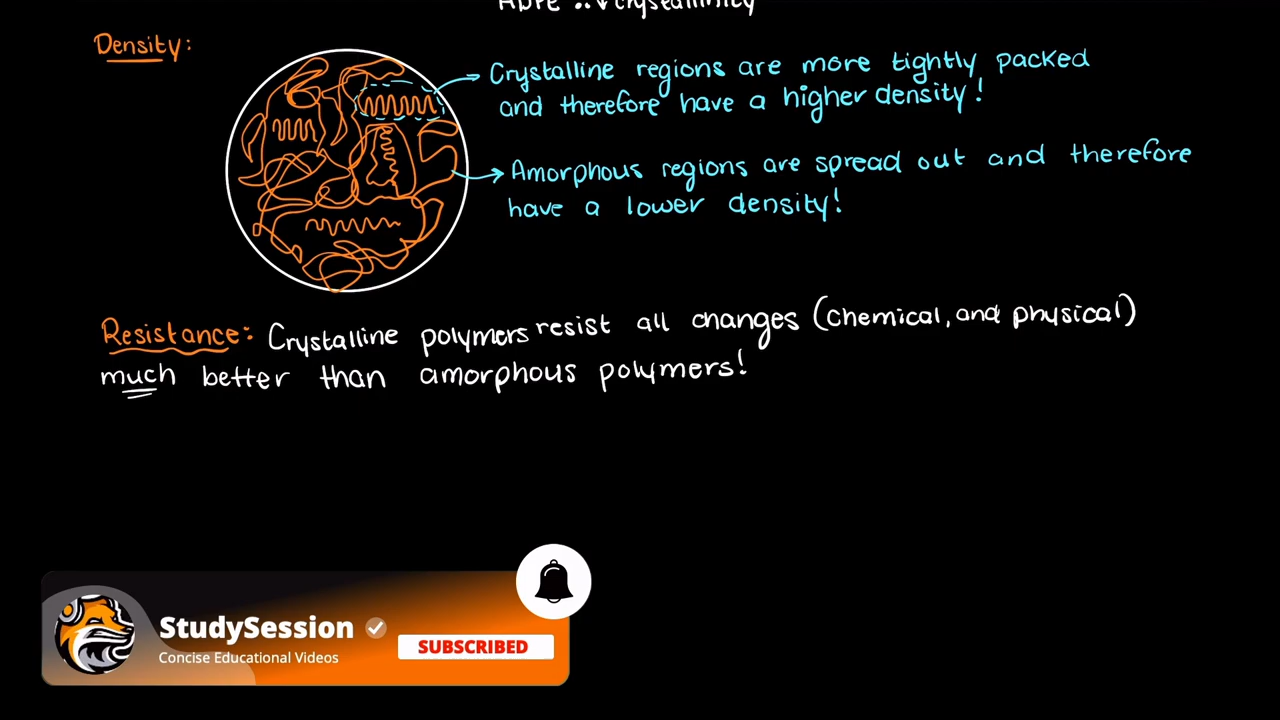 HDPE ∴ ↓ crystallinity
Density:
Crystalline regions are more tightly packed
and therefore have a higher density!
Amorphous regions are spread out and therefore
have a lower density!
Resistance: Crystalline polymers resist all changes (chemical, and physical)
much better than amorphous polymers!
StudySession
Concise Educational Videos
SUBSCRIBED